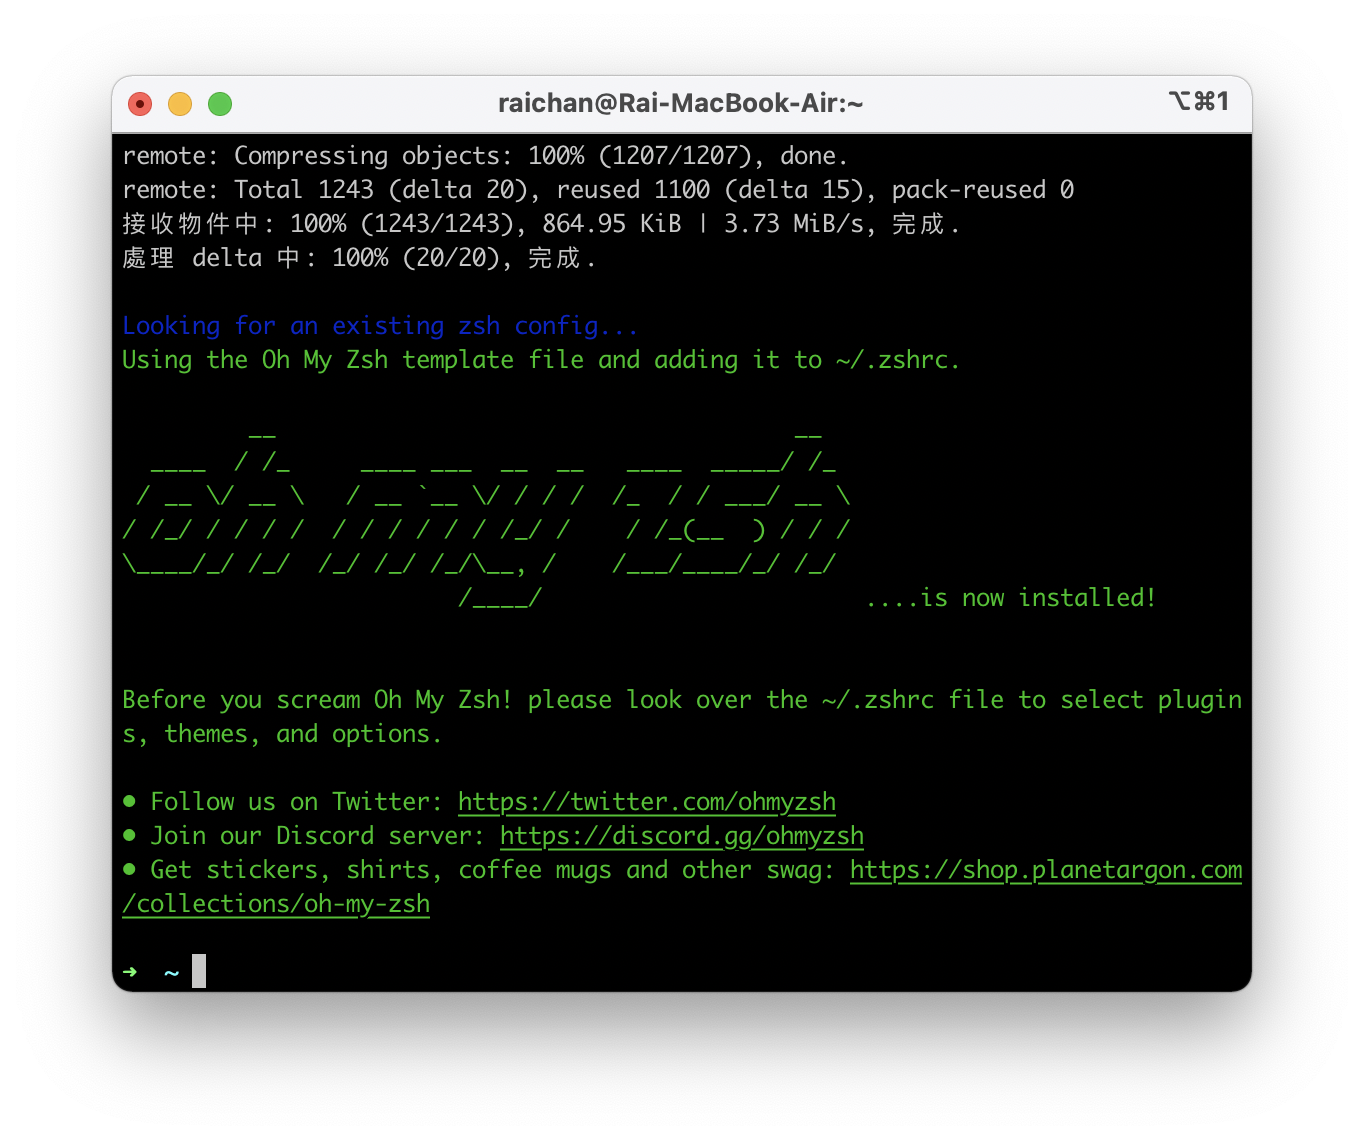 raichan@Rai-MacBook-Air:~
⌥⌘1
remote: Compressing objects: 100% (1207/1207), done.
remote: Total 1243 (delta 20), reused 1100 (delta 15), pack-reused 0
接收物件中: 100% (1243/1243), 864.95 KiB | 3.73 MiB/s, 完成.
處理 delta 中: 100% (20/20), 完成.
Looking for an existing zsh config...
Using the Oh My Zsh template file and adding it to ~/.zshrc.
         __                                     __
  ____  / /_     ____ ___  __  __   ____  _____/ /_
 / __ \/ __ \   / __ `__ \/ / / /  /_  / / ___/ __ \
/ /_/ / / / /  / / / / / / /_/ /    / /_(__  ) / / /
\____/_/ /_/  /_/ /_/ /_/\__, /    /___/____/_/ /_/
                        /____/                       ....is now installed!
Before you scream Oh My Zsh! please look over the ~/.zshrc file to select plugin
s, themes, and options.
● Follow us on Twitter: https://twitter.com/ohmyzsh
● Join our Discord server: https://discord.gg/ohmyzsh
● Get stickers, shirts, coffee mugs and other swag: https://shop.planetargon.com
/collections/oh-my-zsh
➜  ~